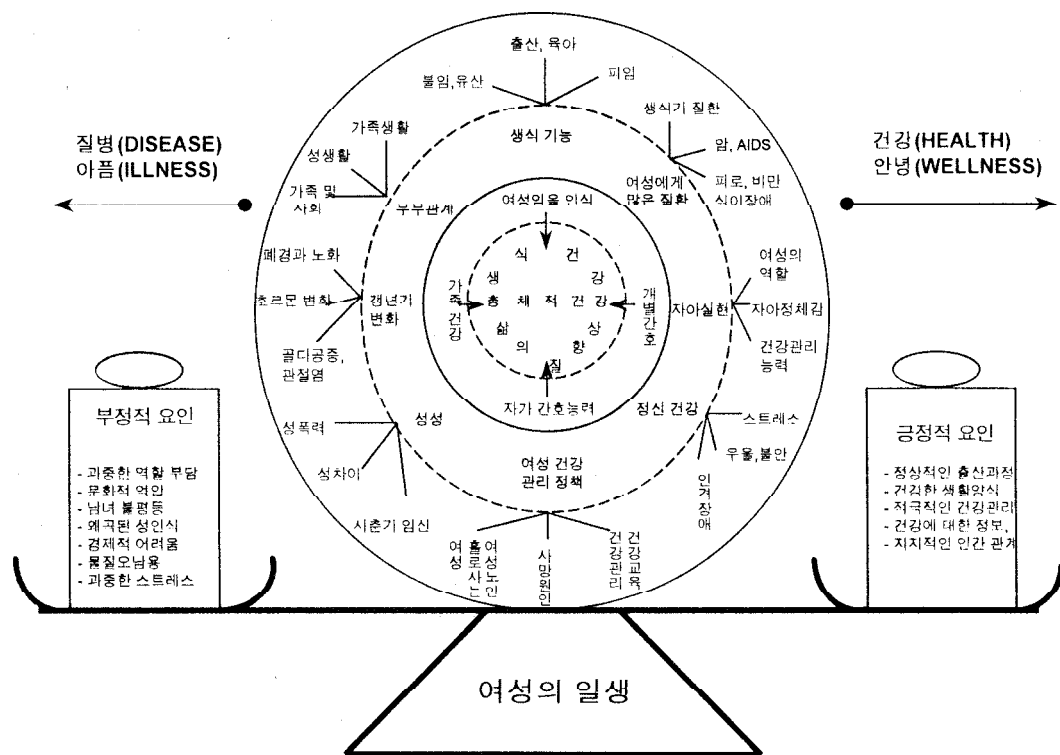 출산, 육아
불임,유산
피임
생식기 질환
암, AIDS
피로, 비만
식이장애
생식 기능
여성에게
많은 질환
질병(DISEASE)
아픔(ILLNESS)
건강(HEALTH)
안녕(WELLNESS)
가족생활
성생활
가족 및
사회
부부관계
여성임을 인식
폐경과 노화
호르몬 변화
골다공증,
관절염
갱년기
변화
가족건강
생식건강
총체적건강
삶의질향상
개별간호
자가 간호능력
자아실현
여성의
역할
자아정체감
건강관리
능력
정신 건강
스트레스
우울,불안
인격장애
성성
성폭력
성차이
사춘기 임신
여성 건강
관리 정책
여성노인
홀로사는
여성
사망원인
건강교육
건강관리
부정적 요인
- 과중한 역할 부담
- 문화적 억압
- 남녀 불평등
- 왜곡된 성인식
- 경제적 어려움
- 물질오남용
- 과중한 스트레스
긍정적 요인
- 정상적인 출산과정
- 건강한 생활양식
- 적극적인 건강관리
- 건강에 대한 정보,
- 지지적인 인간 관계
여성의 일생